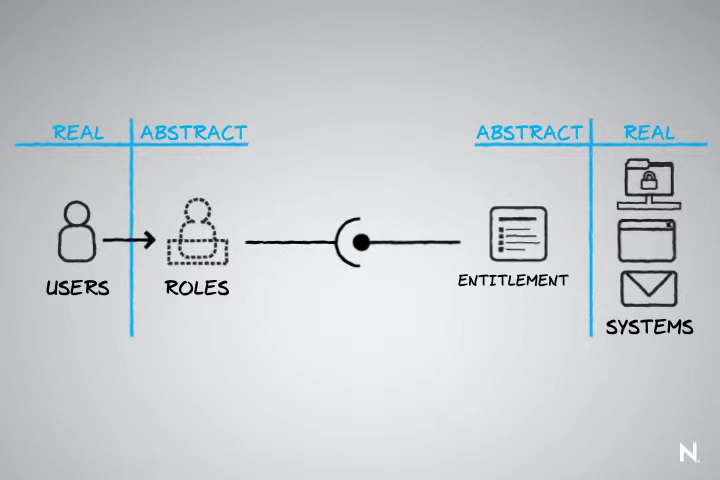 REAL
ABSTRACT
ABSTRACT
REAL
USERS
ROLES
ENTITLEMENT
SYSTEMS
N